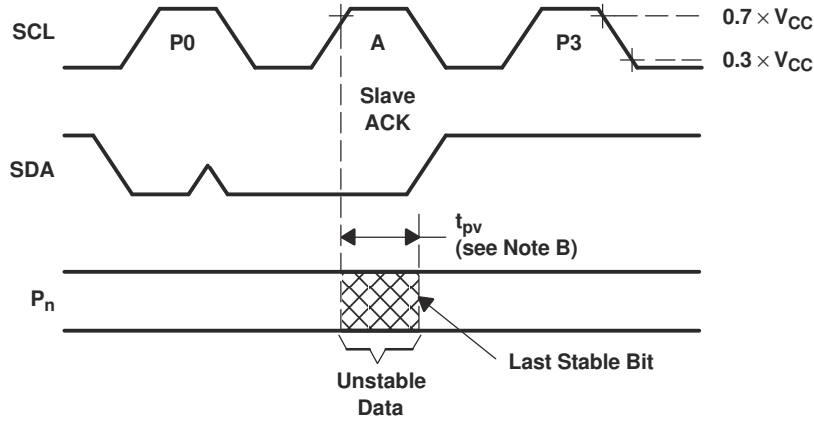 SCL
P0
A
P3
0.7 × VCC
0.3 × VCC
Slave
ACK
SDA
tpv
(see Note B)
Pn
Last Stable Bit
Unstable
Data